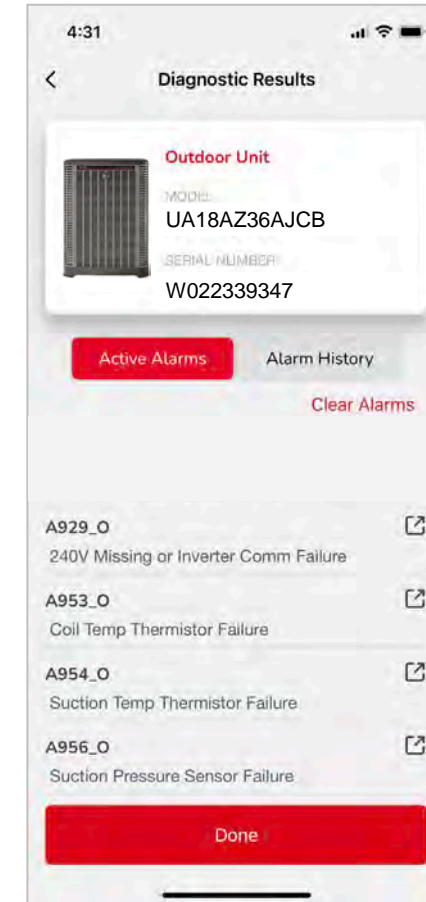 4:31
Diagnostic Results
Outdoor Unit
MODEL:
UA18AZ36AJCB
SERIAL NUMBER:
W022339347
Active Alarms
Alarm History
Clear Alarms
A929_O
240V Missing or Inverter Comm Failure
A953_O
Coil Temp Thermistor Failure
A954_O
Suction Temp Thermistor Failure
A956_O
Suction Pressure Sensor Failure
Done